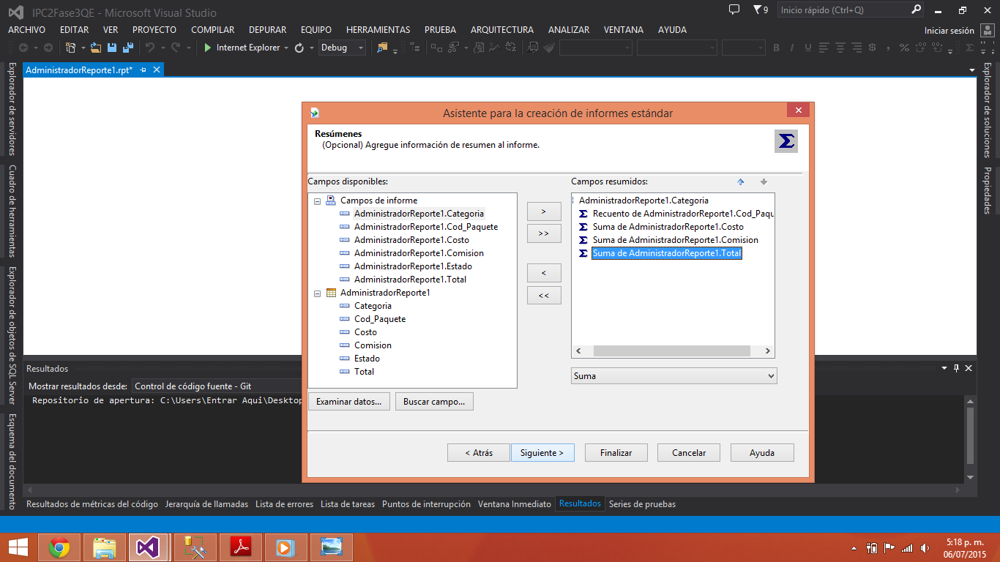 IPC2Fase3QE - Microsoft Visual Studio
9
Inicio rápido (Ctrl+Q)
ARCHIVO EDITAR VER PROYECTO COMPILAR DEPURAR EQUIPO HERRAMIENTAS PRUEBA ARQUITECTURA ANALIZAR VENTANA AYUDA
Iniciar sesión
Internet Explorer
Debug
AdministradorReporte1.rpt*
Explorador de servidores
Cuadro de herramientas
Explorador de objetos de SQL Server
Esquema del documento
Explorador de soluciones
Propiedades
Asistente para la creación de informes estándar
Resúmenes
(Opcional) Agregue información de resumen al informe.
Campos disponibles:
Campos de informe
AdministradorReporte1.Categoria
AdministradorReporte1.Cod_Paquete
AdministradorReporte1.Costo
AdministradorReporte1.Comision
AdministradorReporte1.Estado
AdministradorReporte1.Total
AdministradorReporte1
Categoria
Cod_Paquete
Costo
Comision
Estado
Total
>
>>
<
<<
Campos resumidos:
AdministradorReporte1.Categoria
Recuento de AdministradorReporte1.Cod_Paqu
Suma de AdministradorReporte1.Costo
Suma de AdministradorReporte1.Comision
Suma de AdministradorReporte1.Total
Suma
Examinar datos...
Buscar campo...
< Atrás
Siguiente >
Finalizar
Cancelar
Ayuda
Resultados
Mostrar resultados desde: Control de código fuente - Git
Repositorio de apertura: C:\Users\Entrar Aqui\Desktop
Resultados de métricas del código Jerarquía de llamadas Lista de errores Lista de tareas Puntos de interrupción Ventana Inmediato Resultados Series de pruebas
5:18 p. m.
06/07/2015